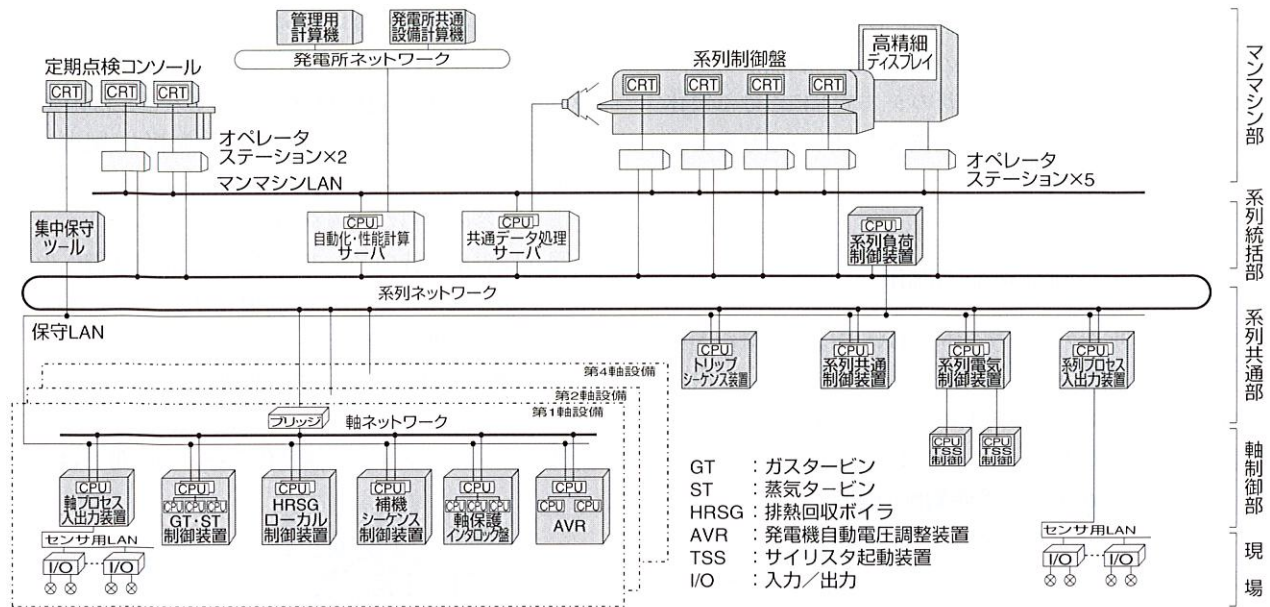 管理用
計算機
発電所共通
設備計算機
発電所ネットワーク
定期点検コンソール
CRT
CRT
CRT
系列制御盤
CRT
CRT
CRT
CRT
高精細
ディスプレイ
オペレータ
ステーション×2
マンマシンLAN
オペレータ
ステーション×5
マンマシン部
集中保守
ツール
CPU
自動化・性能計算
サーバ
CPU
共通データ処理
サーバ
CPU
系列負荷
制御装置
系列統括部
系列ネットワーク
保守LAN
CPU
トリップ
シーケンス装置
CPU
系列共通
制御装置
CPU
系列電気
制御装置
CPU
系列プロセス
入出力装置
系列共通部
第4軸設備
第2軸設備
第1軸設備
ブリッジ
軸ネットワーク
CPU
軸プロセス
入出力装置
CPU
CPU CPU CPU
GT・ST
制御装置
CPU
HRSG
ローカル
制御装置
CPU
補機
シーケンス
制御装置
CPU
CPU CPU CPU
軸保護
インタロック盤
CPU
CPU CPU
AVR
CPU
TSS
制御
CPU
TSS
制御
軸制御部
センサ用LAN
I/O
I/O
センサ用LAN
I/O
I/O
現場
GT :ガスタービン
ST :蒸気タービン
HRSG :排熱回収ボイラ
AVR :発電機自動電圧調整装置
TSS :サイリスタ起動装置
I/O :入力/出力